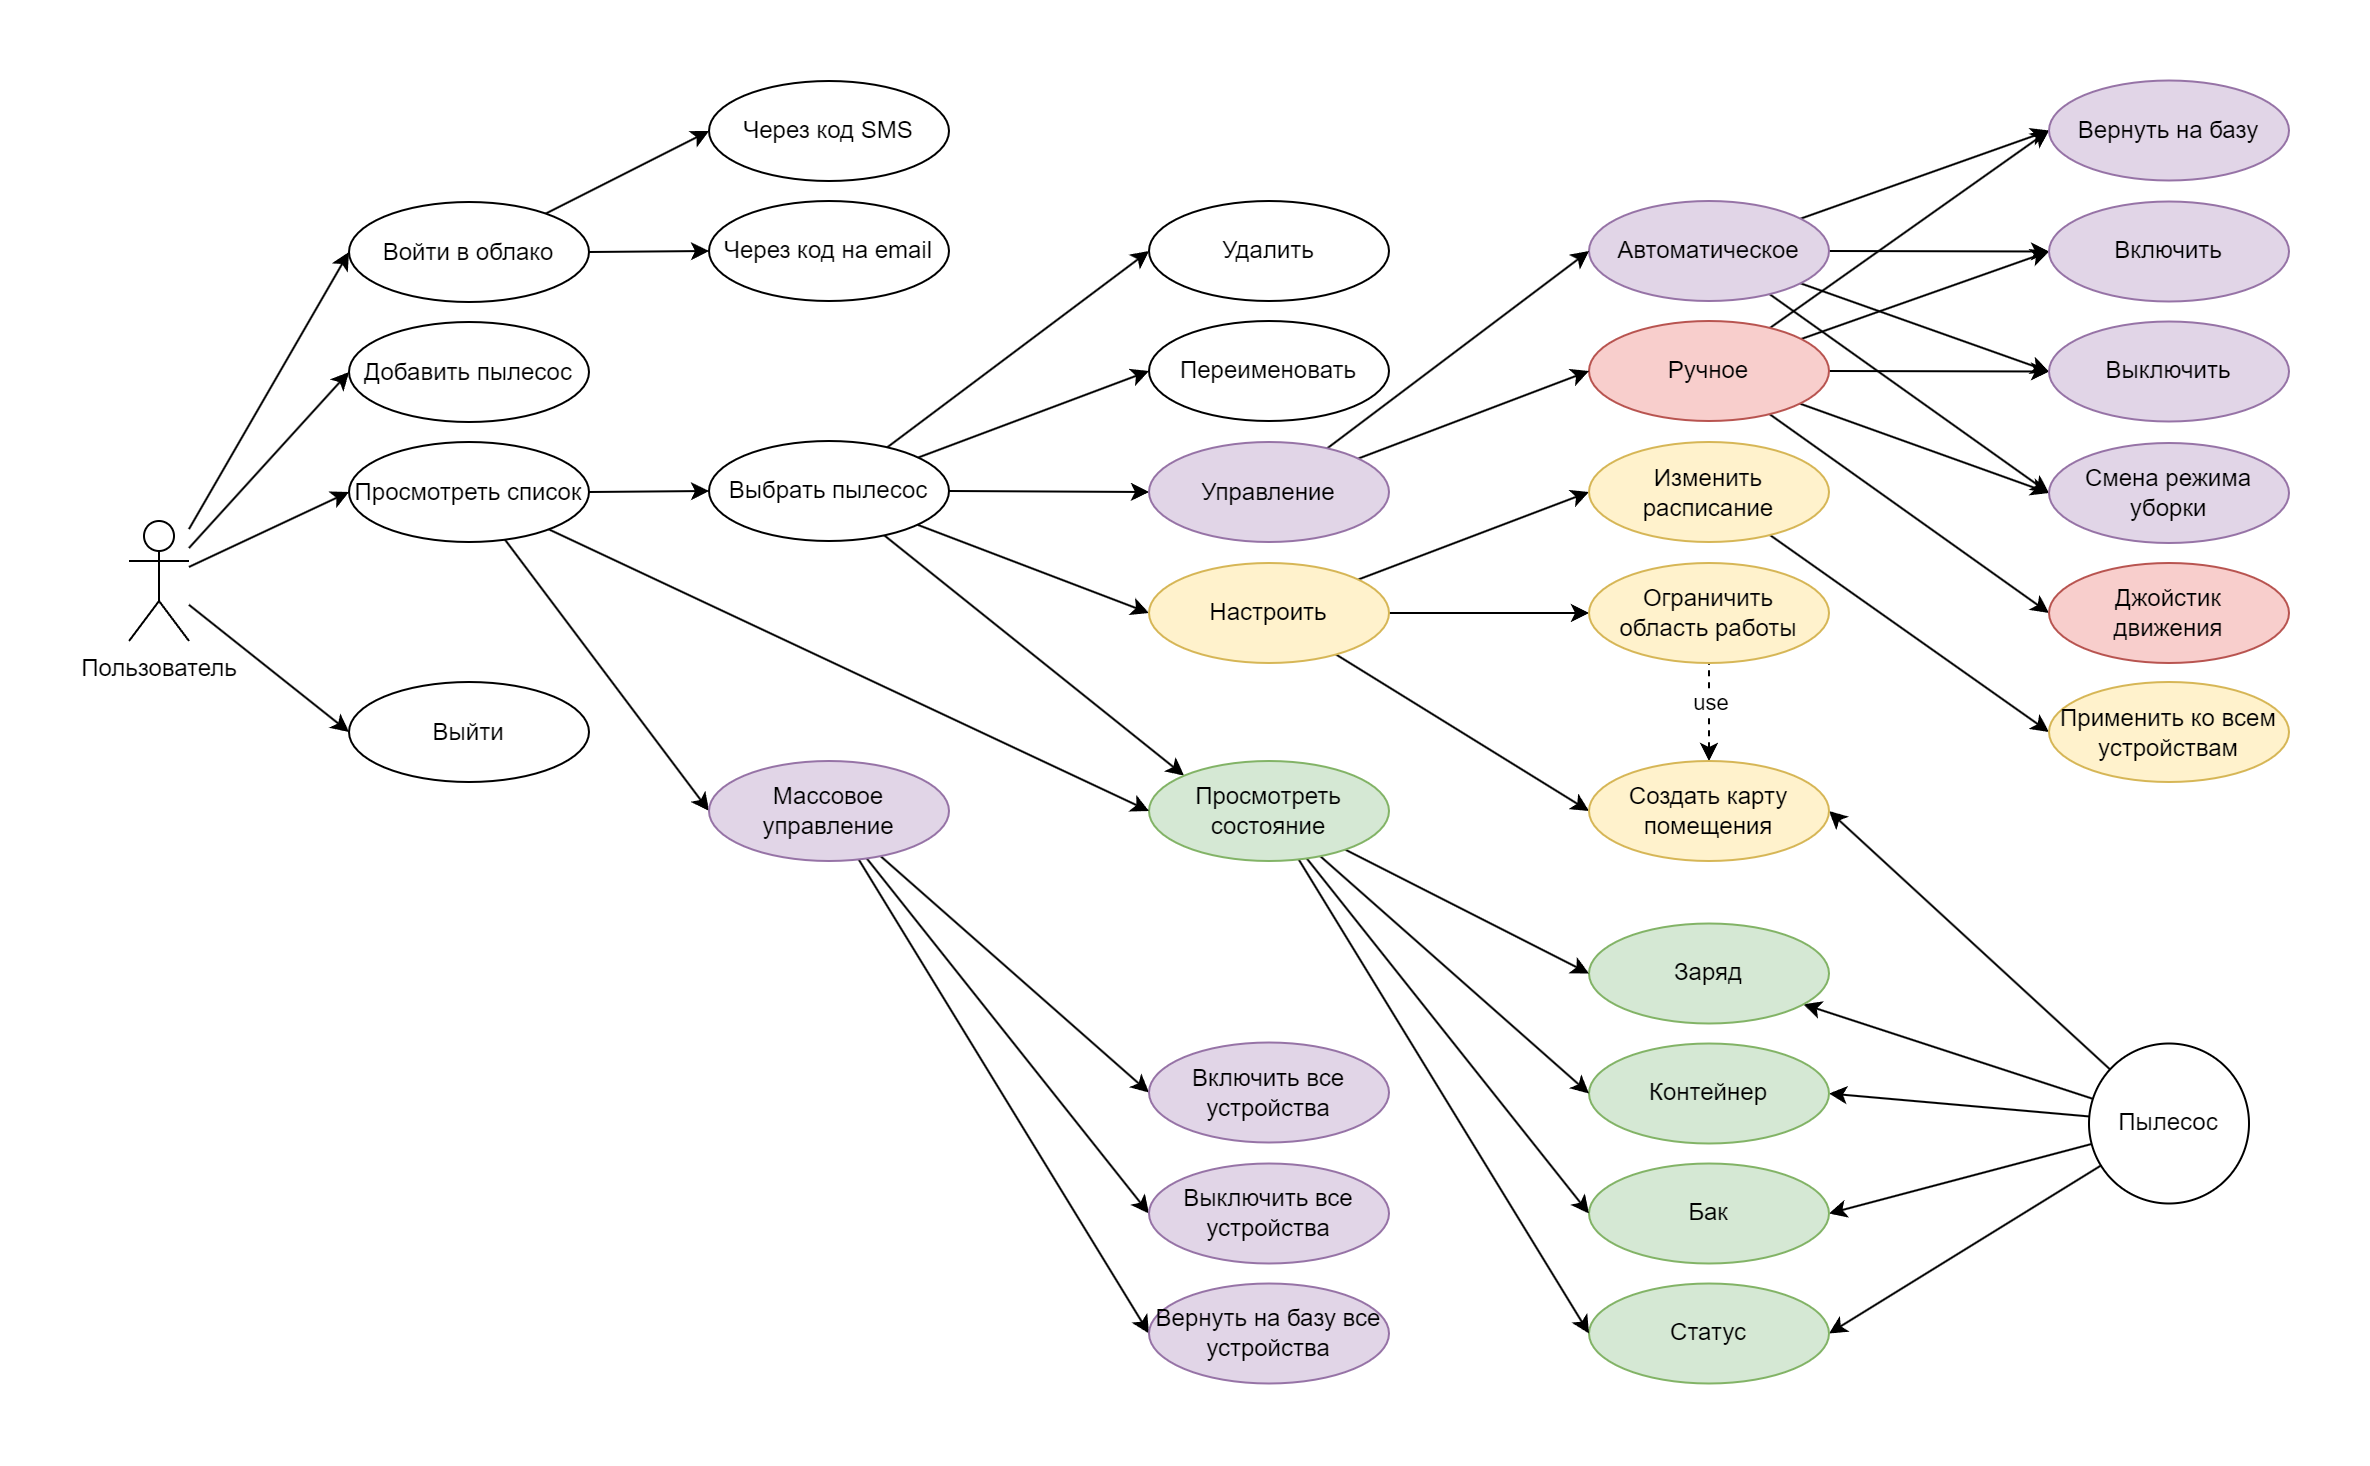 Через код SMS
Вернуть на базу
Войти в облако
Через код на email
Удалить
Автоматическое
Включить
Добавить пылесос
Переименовать
Ручное
Выключить
Просмотреть список
Выбрать пылесос
Управление
Изменить
расписание
Смена режима
уборки
Пользователь
Настроить
Ограничить
область работы
Джойстик
движения
use
Выйти
Применить ко всем
устройствам
Массовое
управление
Просмотреть
состояние
Создать карту
помещения
Заряд
Включить все
устройства
Контейнер
Пылесос
Выключить все
устройства
Бак
Вернуть на базу все
устройства
Статус